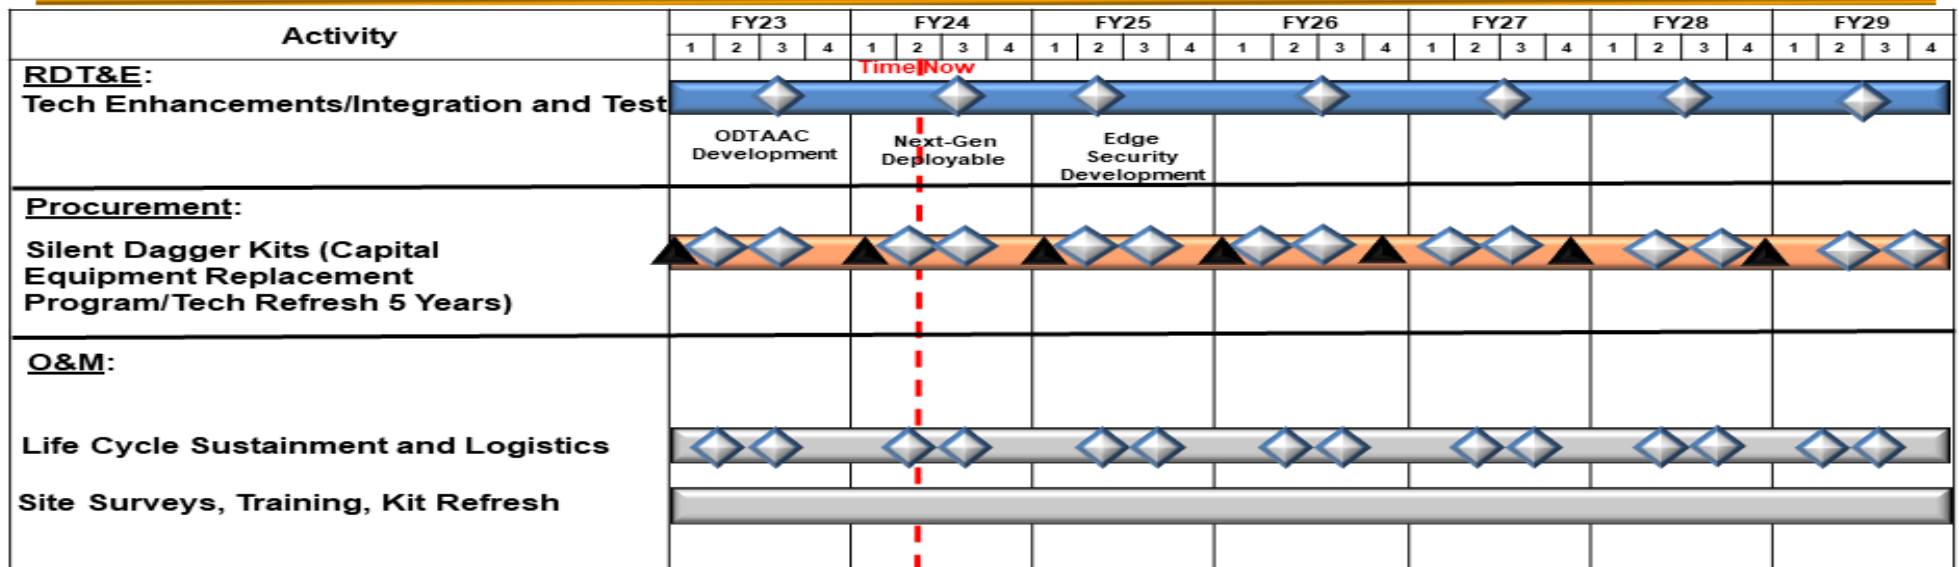 Activity
FY23 FY24 FY25 FY26 FY27 FY28 FY29
1 2 3 4 1 2 3 4 1 2 3 4 1 2 3 4 1 2 3 4 1 2 3 4 1 2 3 4
Time Now
RDT&E:
Tech Enhancements/Integration and Test
ODTAAC
Development
Next-Gen
Deployable
Edge
Security
Development
Procurement:
Silent Dagger Kits (Capital
Equipment Replacement
Program/Tech Refresh 5 Years)
O&M:
Life Cycle Sustainment and Logistics
Site Surveys, Training, Kit Refresh